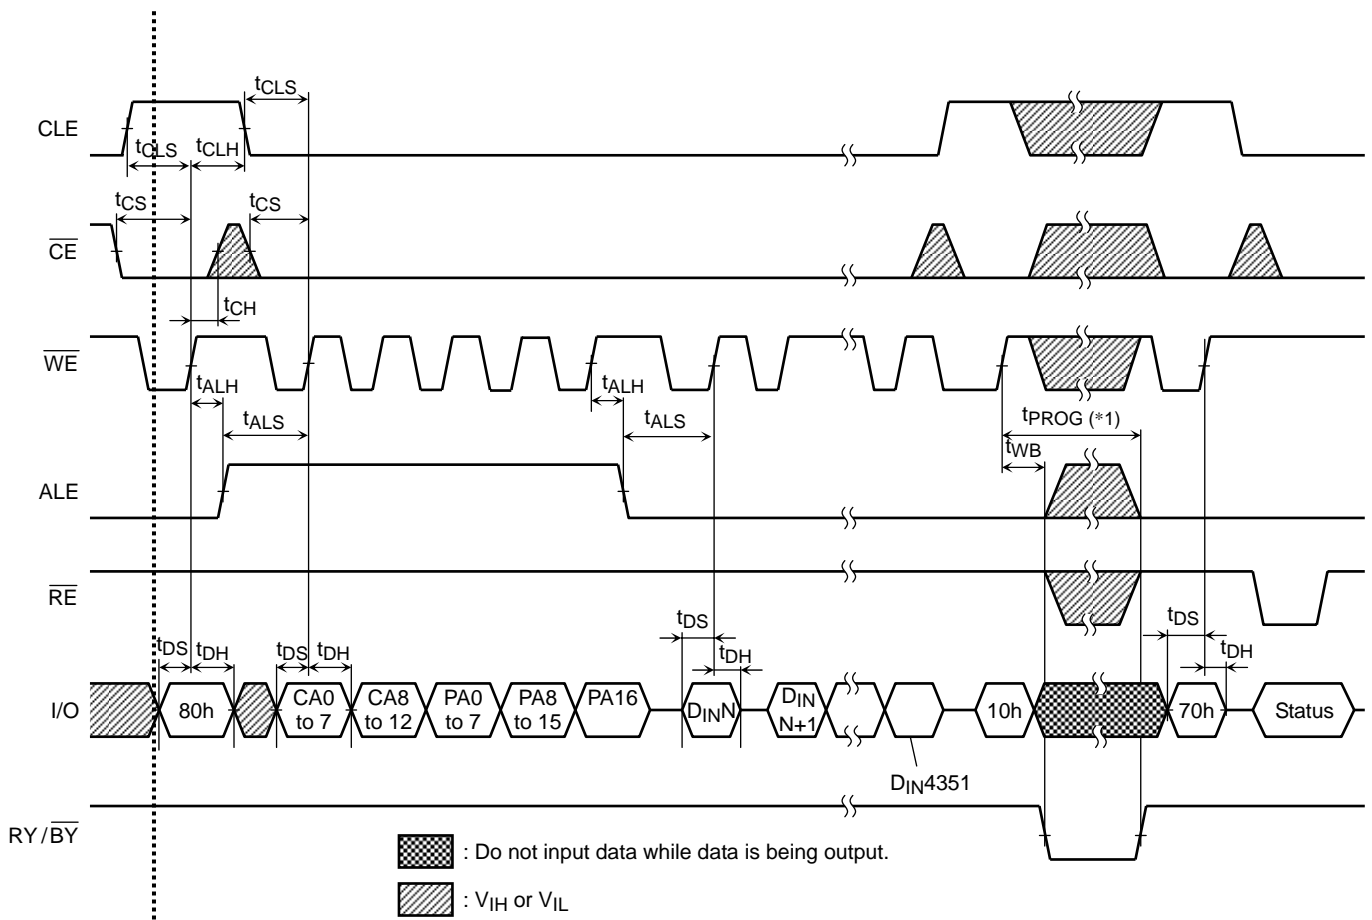 tCLS
CLE
tCLS
tCLH
tCS
tCS
CE
tCH
WE
tALH
tALH
tALS
tALS
tPROG (*1)
tWB
ALE
RE
tDS
tDH
tDS
tDH
tDS
tDH
tDS
tDH
I/O
80h
CA0
to 7
CA8
to 12
PA0
to 7
PA8
to 15
PA16
DINN
DIN
N+1
10h
70h
Status
DIN4351
RY/BY
: Do not input data while data is being output.
: VIH or VIL